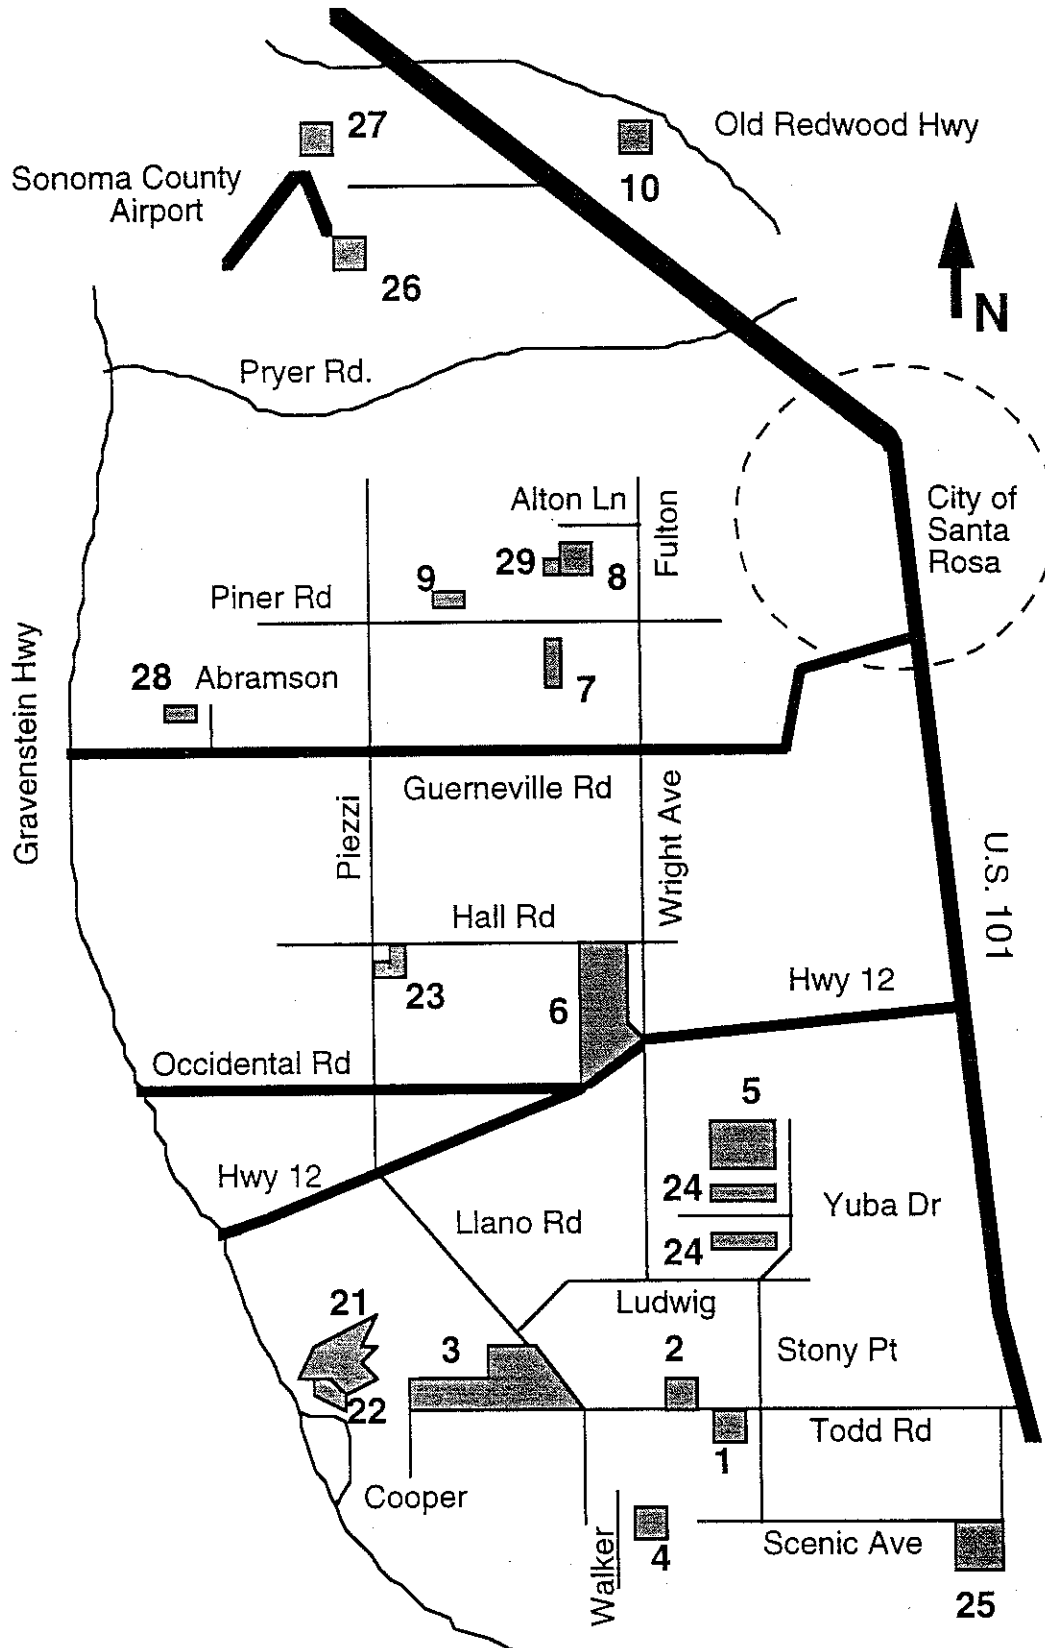 27
Old Redwood Hwy
Sonoma County
Airport
10
26
N
Pryer Rd.
Alton Ln
Fulton
City of
Santa
Rosa
29
8
9
Piner Rd
Gravenstein Hwy
28
Abramson
7
Guerneville Rd
Piezzi
Wright Ave
U.S. 101
Hall Rd
Hwy 12
23
6
Occidental Rd
5
Hwy 12
24
Yuba Dr
Llano Rd
24
21
Ludwig
3
2
Stony Pt
22
Todd Rd
1
Cooper
Walker
4
Scenic Ave
25